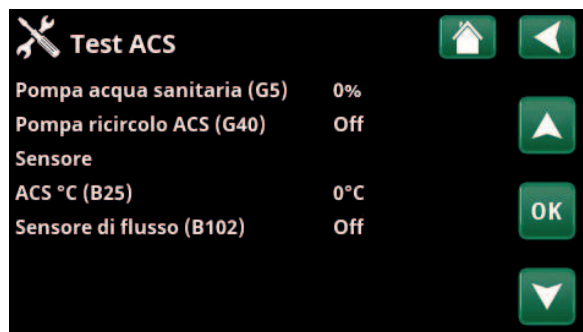 Test ACS
Pompa acqua sanitaria (G5) 0%
Pompa ricircolo ACS (G40) Off
Sensore
ACS °C (B25) 0°C
OK
Sensore di flusso (B102) Off